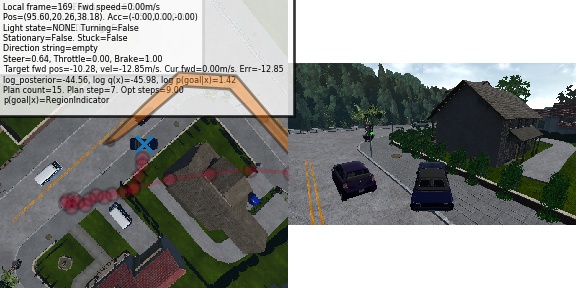 Local frame=169. Fwd speed=0.00m/s
Pos=(95.60,20.26,38.18). Acc=(-0.00,0.00,-0.00)
Light state=NONE. Turning=False
Stationary=False. Stuck=False
Direction string=empty
Steer=0.64, Throttle=0.00, Brake=1.00
Target fwd pos=-10.28, vel=-12.85m/s. Cur fwd=0.00m/s. Err=-12.85
log_posterior=-44.56, log q(x)=-45.98, log p(goal|x)=1.42
Plan count=15. Plan step=7. Opt steps=9.00
p(goal|x)=RegionIndicator